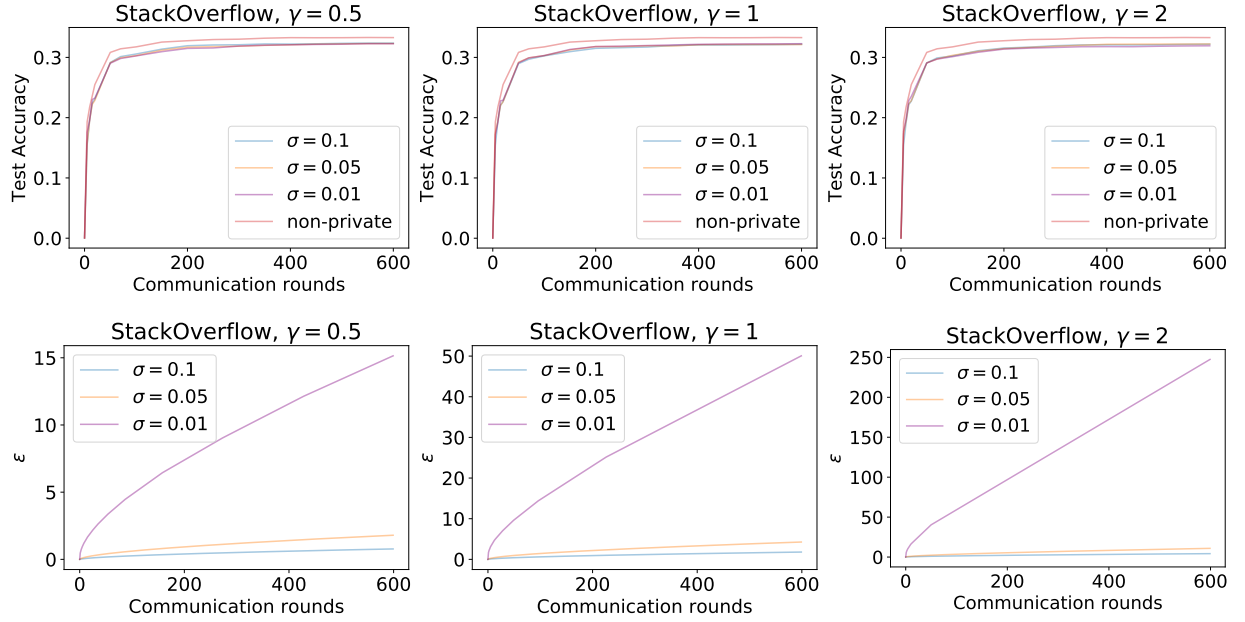 StackOverflow, γ = 0.5
Test Accuracy
0.3
0.2
0.1
0.0
σ = 0.1
σ = 0.05
σ = 0.01
non-private
0
200
400
600
Communication rounds
StackOverflow, γ = 1
Test Accuracy
0.3
0.2
0.1
0.0
σ = 0.1
σ = 0.05
σ = 0.01
non-private
0
200
400
600
Communication rounds
StackOverflow, γ = 2
Test Accuracy
0.3
0.2
0.1
0.0
σ = 0.1
σ = 0.05
σ = 0.01
non-private
0
200
400
600
Communication rounds
StackOverflow, γ = 0.5
ε
15
10
5
0
σ = 0.1
σ = 0.05
σ = 0.01
0
200
400
600
Communication rounds
StackOverflow, γ = 1
ε
50
40
30
20
10
0
σ = 0.1
σ = 0.05
σ = 0.01
0
200
400
600
Communication rounds
StackOverflow, γ = 2
ε
250
200
150
100
50
0
σ = 0.1
σ = 0.05
σ = 0.01
0
200
400
600
Communication rounds